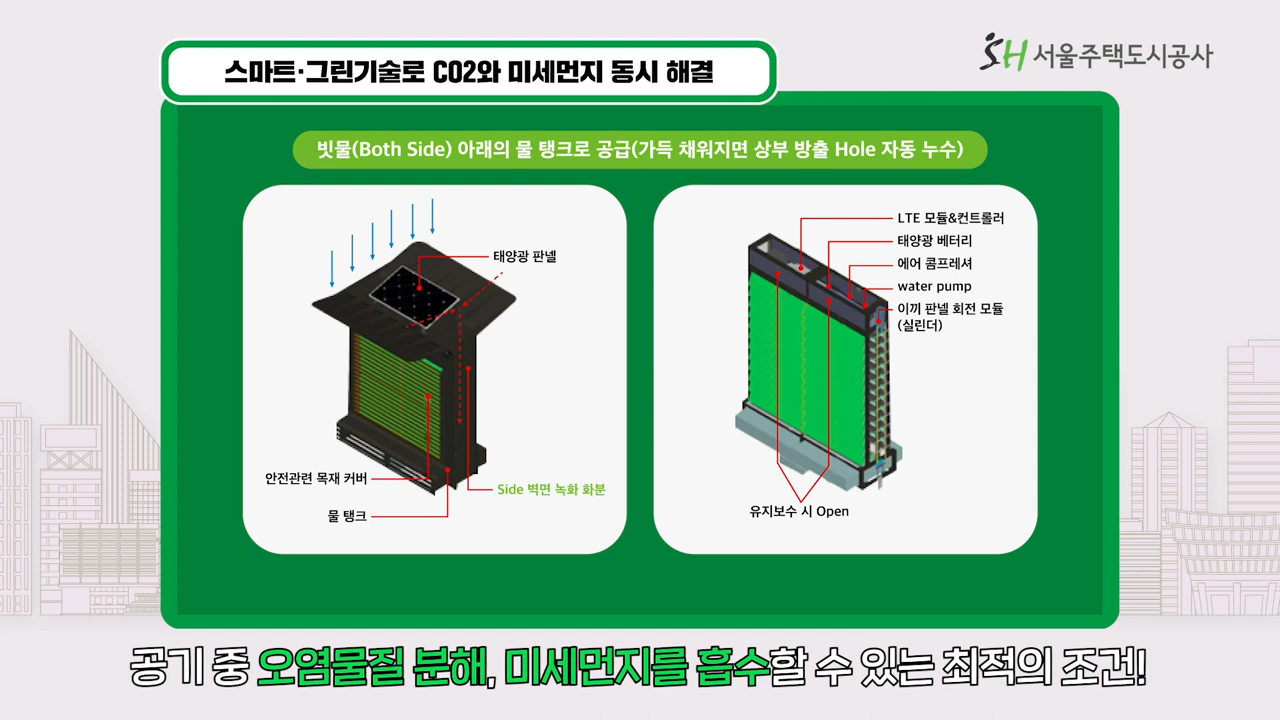 SH 서울주택도시공사
스마트·그린기술로 CO2와 미세먼지 동시 해결
빗물(Both Side) 아래의 물 탱크로 공급(가득 채워지면 상부 방출 Hole 자동 누수)
태양광 판넬
안전관련 목재 커버
Side 벽면 녹화 화분
물 탱크
LTE 모듈&컨트롤러
태양광 베터리
에어 콤프레셔
water pump
이끼 판넬 회전 모듈
(실린더)
유지보수 시 Open
공기 중 오염물질 분해, 미세먼지를 흡수할 수 있는 최적의 조건!